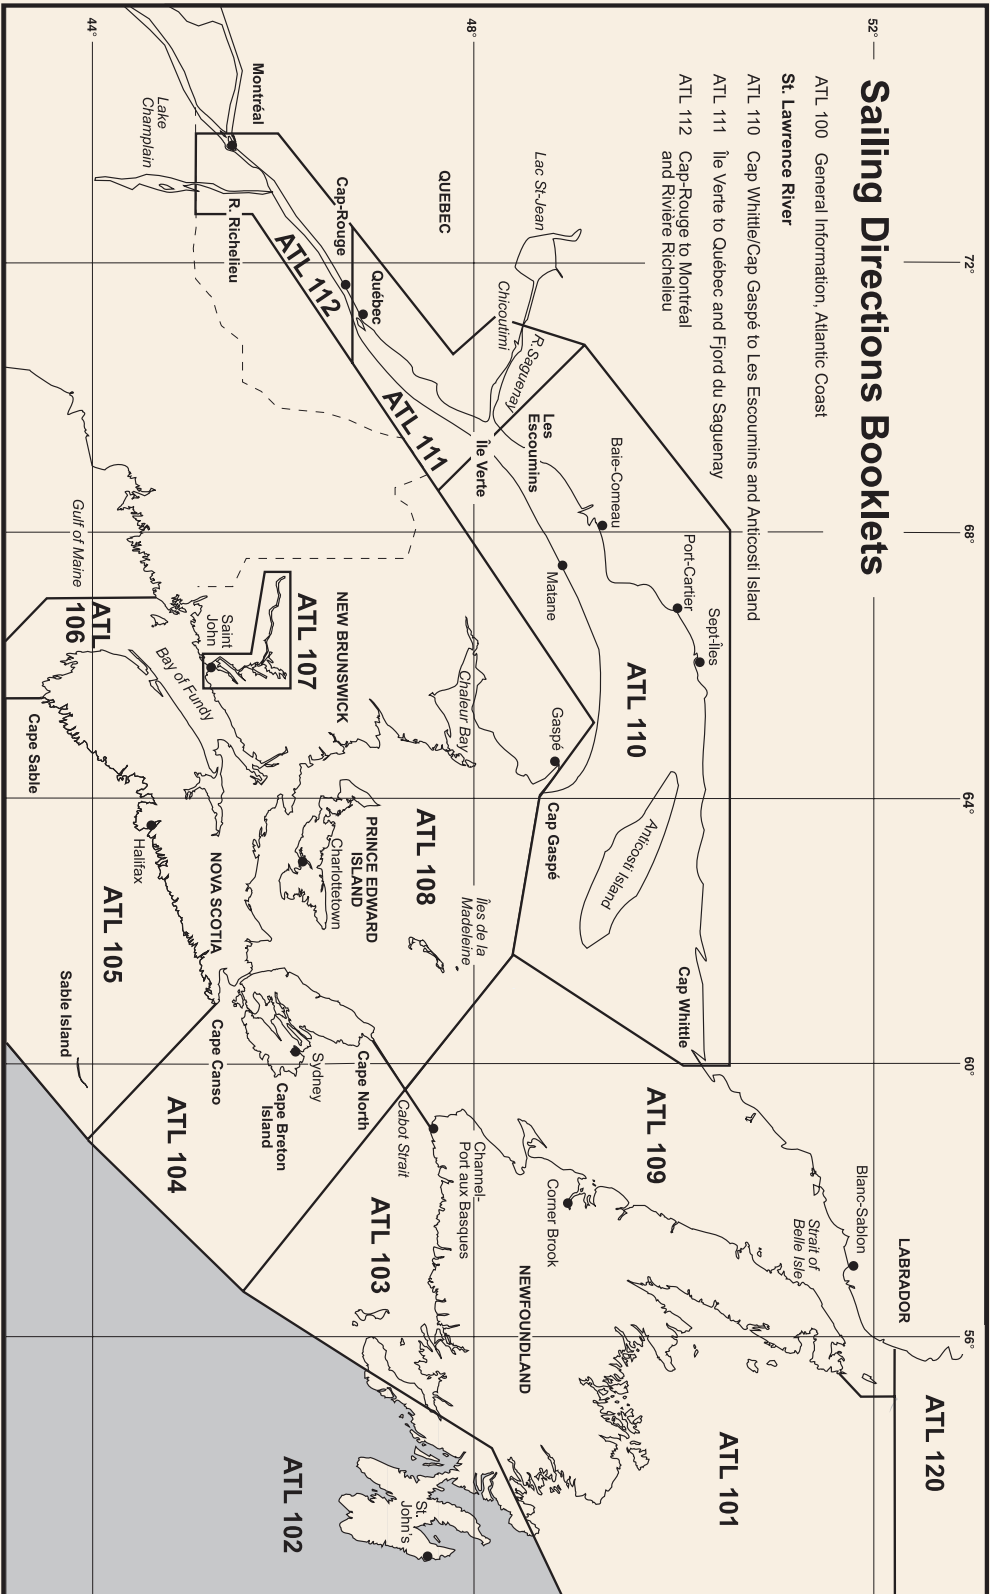 Sailing Directions Booklets
ATL 100 General Information, Atlantic Coast
St. Lawrence River
ATL 110 Cap Whittle/Cap Gaspé to Les Escoumins and Anticosti Island
ATL 111 Île Verte to Québec and Fjord du Saguenay
ATL 112 Cap-Rouge to Montréal
and Rivière Richelieu
52°
48°
44°
72°
68°
64°
60°
56°
LABRADOR
ATL 120
Blanc-Sablon
Strait of
Belle Isle
ATL 101
Port-Cartier
Sept-Îles
Cap Whittle
ATL 109
Baie-Comeau
ATL 110
Anticosti Island
Les
Escoumins
Matane
Gaspé
Cap Gaspé
Corner Brook
NEWFOUNDLAND
Lac St-Jean
R. Saguenay
Chicoutimi
Île Verte
QUEBEC
Chaleur Bay
Îles de la
Madeleine
Channel-
Port aux Basques
ATL 111
ATL 108
Cabot Strait
ATL 103
St.
John's
Québec
Cap-Rouge
NEW BRUNSWICK
PRINCE EDWARD
ISLAND
Charlottetown
Cape North
ATL 112
ATL 107
Sydney
Cape Breton
Island
ATL 102
Montréal
R. Richelieu
Saint
John
Bay of Fundy
NOVA SCOTIA
Cape Canso
ATL 104
Lake
Champlain
Halifax
ATL 105
Gulf of Maine
ATL
106
Cape Sable
Sable Island